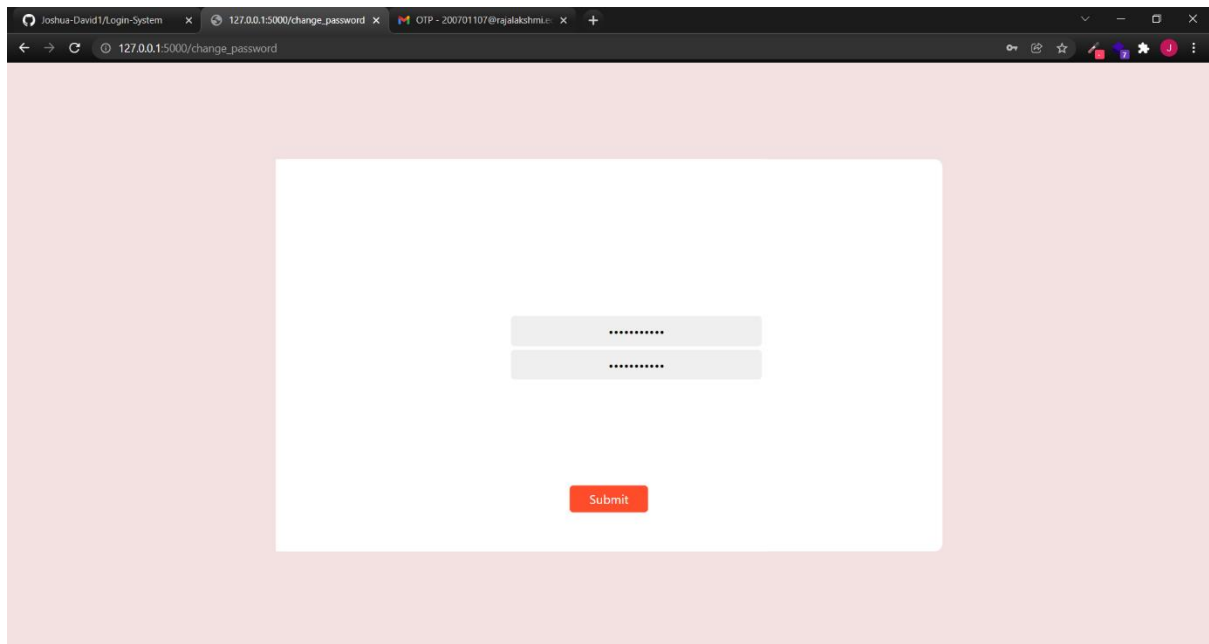 Joshua-David1/Login-System
127.0.0.1:5000/change_password
OTP - 200701107@rajalakshmi.e
127.0.0.1:5000/change_password
7
J
•••••••••••
•••••••••••
Submit